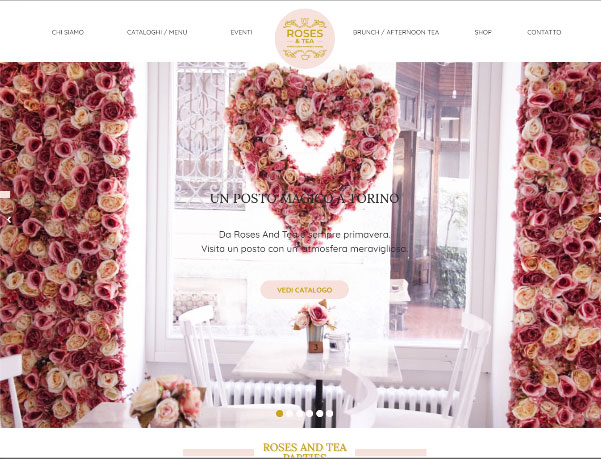 CHI SIAMO
CATALOGHI / MENU
EVENTI
ROSES
& TEA
BRUNCH / AFTERNOON TEA
SHOP
CONTATTO
UN POSTO MAGICO A TORINO
Da Roses And Tea è sempre primavera.
Visita un posto con un'atmosfera meravigliosa.
VEDI CATALOGO
ROSES AND TEA
PARTIES